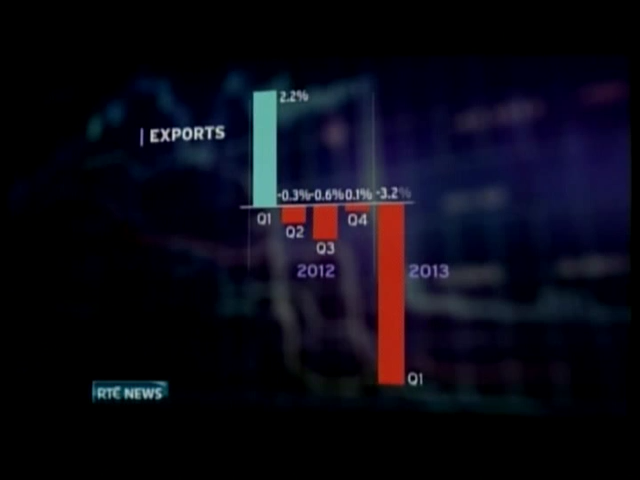 2.2%
EXPORTS
-0.3% -0.6% 0.1% -3.2%
Q1 Q2 Q3 Q4
2012 2013
Q1
RTÉ NEWS